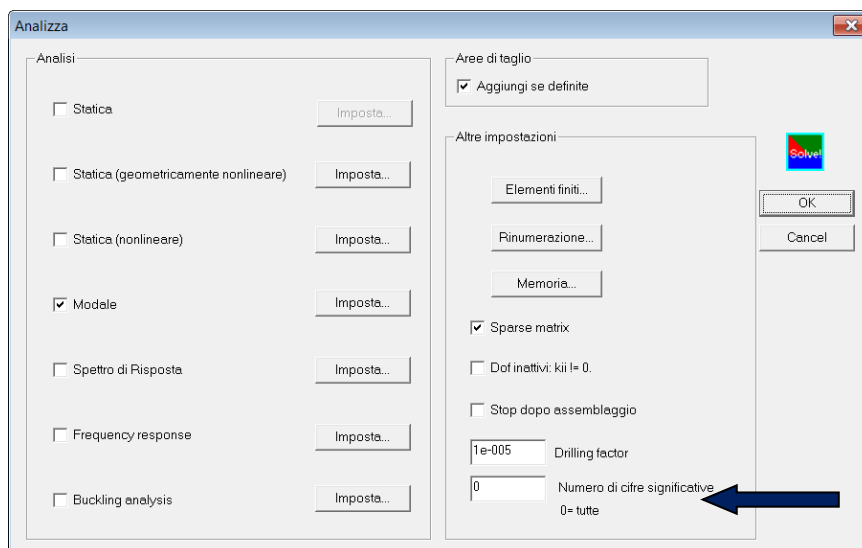 Analizza
Analisi
Statica
Imposta...
Statica (geometricamente nonlineare)
Imposta...
Statica (nonlineare)
Imposta...
Modale
Imposta...
Spettro di Risposta
Imposta...
Frequency response
Imposta...
Buckling analysis
Imposta...
Aree di taglio
Aggiungi se definite
Altre impostazioni
Elementi finiti...
Rinumerazione...
Memoria...
Sparse matrix
Dof inattivi: kii != 0.
Stop dopo assemblaggio
1e-005 Drilling factor
0 Numero di cifre significative
0= tutte
Solve!
OK
Cancel